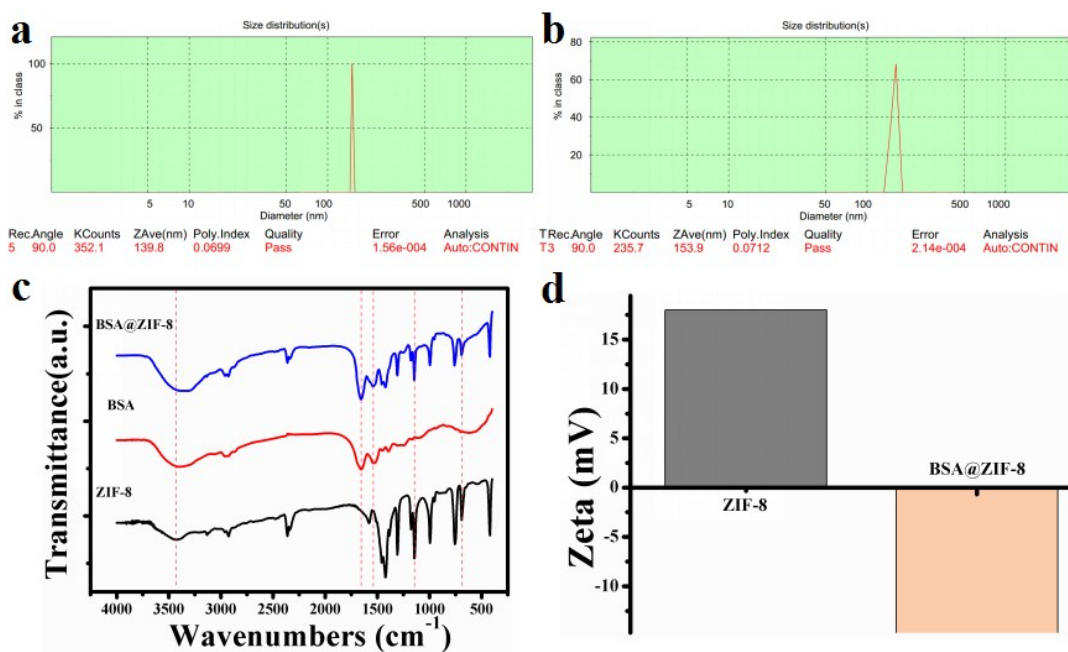 a
Size distribution(s)
% in class
100
50
5 10 50 100 500 1000
Diameter (nm)
Rec.Angle KCounts ZAve(nm) Poly.Index Quality Error Analysis
5 90.0 352.1 139.8 0.0699 Pass 1.56e-004 Auto:CONTIN
b
Size distribution(s)
% in class
80
60
40
20
5 10 50 100 500 1000
Diameter (nm)
TRec.Angle KCounts ZAve(nm) Poly.Index Quality Error Analysis
T3 90.0 235.7 153.9 0.0712 Pass 2.14e-004 Auto:CONTIN
c
Transmittance(a.u.)
BSA@ZIF-8
BSA
ZIF-8
4000 3500 3000 2500 2000 1500 1000 500
Wavenumbers (cm⁻¹)
d
Zeta (mV)
15
10
5
0
-5
-10
ZIF-8
BSA@ZIF-8